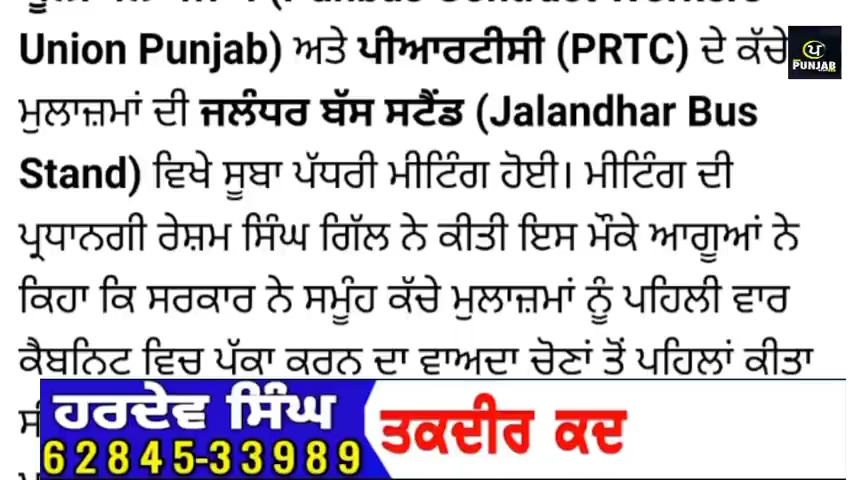 Union Punjab) ਅਤੇ ਪੀਆਰਟੀਸੀ (PRTC) ਦੇ ਕੱਚੇ
ਮੁਲਾਜ਼ਮਾਂ ਦੀ ਜਲੰਧਰ ਬੱਸ ਸਟੈਂਡ (Jalandhar Bus
Stand) ਵਿਖੇ ਸੂਬਾ ਪੱਧਰੀ ਮੀਟਿੰਗ ਹੋਈ। ਮੀਟਿੰਗ ਦੀ
ਪ੍ਰਧਾਨਗੀ ਰੇਸ਼ਮ ਸਿੰਘ ਗਿੱਲ ਨੇ ਕੀਤੀ ਇਸ ਮੌਕੇ ਆਗੂਆਂ ਨੇ
ਕਿਹਾ ਕਿ ਸਰਕਾਰ ਨੇ ਸਮੂੰਹ ਕੱਚੇ ਮੁਲਾਜ਼ਮਾਂ ਨੂੰ ਪਹਿਲੀ ਵਾਰ
ਕੈਬਨਿਟ ਵਿਚ ਪੱਕਾ ਕਰਨ ਦਾ ਵਾਅਦਾ ਚੋਣਾਂ ਤੋਂ ਪਹਿਲਾਂ ਕੀਤਾ
ਹਰਦੇਵ ਸਿੰਘ
62845-33989
ਤਕਦੀਰ ਕਦ
ਪ
PUNJAB